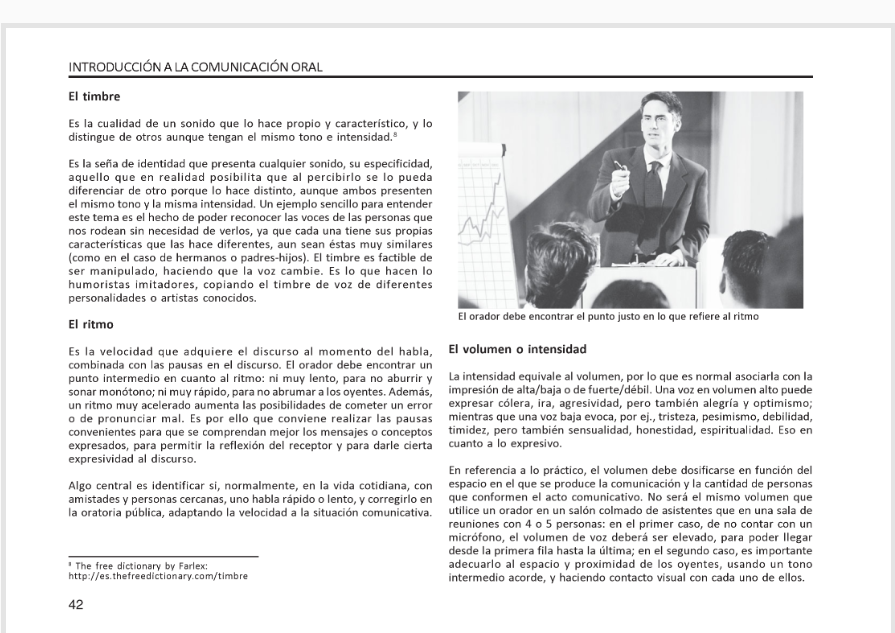 INTRODUCCIÓN A LA COMUNICACIÓN ORAL
El timbre
Es la cualidad de un sonido que lo hace propio y característico, y lo
distingue de otros aunque tengan el mismo tono e intensidad.⁸
Es la seña de identidad que presenta cualquier sonido, su especificidad,
aquello que en realidad posibilita que al percibirlo se lo pueda
diferenciar de otro porque lo hace distinto, aunque ambos presenten
el mismo tono y la misma intensidad. Un ejemplo sencillo para entender
este tema es el hecho de poder reconocer las voces de las personas que
nos rodean sin necesidad de verlos, ya que cada una tiene sus propias
características que las hace diferentes, aun sean éstas muy similares
(como en el caso de hermanos o padres-hijos). El timbre es factible de
ser manipulado, haciendo que la voz cambie. Es lo que hacen lo
humoristas imitadores, copiando el timbre de voz de diferentes
personalidades o artistas conocidos.
El ritmo
Es la velocidad que adquiere el discurso al momento del habla,
combinada con las pausas en el discurso. El orador debe encontrar un
punto intermedio en cuanto al ritmo: ni muy lento, para no aburrir y
sonar monótono; ni muy rápido, para no abrumar a los oyentes. Además,
un ritmo muy acelerado aumenta las posibilidades de cometer un error
o de pronunciar mal. Es por ello que conviene realizar las pausas
convenientes para que se comprendan mejor los mensajes o conceptos
expresados, para permitir la reflexión del receptor y para darle cierta
expresividad al discurso.
Algo central es identificar si, normalmente, en la vida cotidiana, con
amistades y personas cercanas, uno habla rápido o lento, y corregirlo en
la oratoria pública, adaptando la velocidad a la situación comunicativa.
⁸ The free dictionary by Farlex:
http://es.thefreedictionary.com/timbre
42
El orador debe encontrar el punto justo en lo que refiere al ritmo
El volumen o intensidad
La intensidad equivale al volumen, por lo que es normal asociarla con la
impresión de alta/baja o de fuerte/débil. Una voz en volumen alto puede
expresar cólera, ira, agresividad, pero también alegría y optimismo;
mientras que una voz baja evoca, por ej., tristeza, pesimismo, debilidad,
timidez, pero también sensualidad, honestidad, espiritualidad. Eso en
cuanto a lo expresivo.
En referencia a lo práctico, el volumen debe dosificarse en función del
espacio en el que se produce la comunicación y la cantidad de personas
que conformen el acto comunicativo. No será el mismo volumen que
utilice un orador en un salón colmado de asistentes que en una sala de
reuniones con 4 o 5 personas: en el primer caso, de no contar con un
micrófono, el volumen de voz deberá ser elevado, para poder llegar
desde la primera fila hasta la última; en el segundo caso, es importante
adecuarlo al espacio y proximidad de los oyentes, usando un tono
intermedio acorde, y haciendo contacto visual con cada uno de ellos.